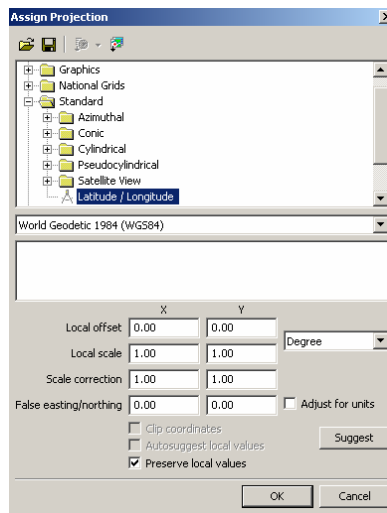 Assign Projection
Graphics
National Grids
Standard
Azimuthal
Conic
Cylindrical
Pseudocylindrical
Satellite View
Latitude / Longitude
World Geodetic 1984 (WGS84)
X Y
Local offset 0.00 0.00
Degree
Local scale 1.00 1.00
Scale correction 1.00 1.00
False easting/northing 0.00 0.00 Adjust for units
Clip coordinates
Autosuggest local values
Suggest
Preserve local values
OK Cancel